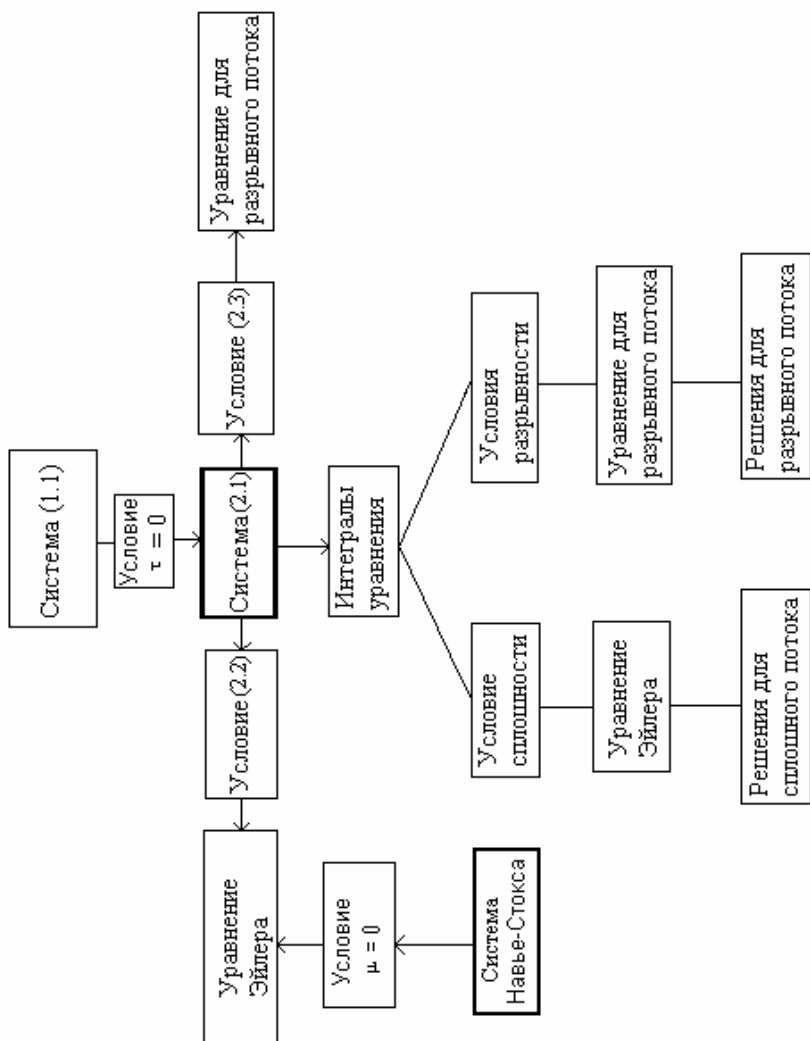 Система (1.1)
Условие
τ = 0
Уравнение
Эйлера
Условие (2.2)
Система(2.1)
Условие (2.3)
Уравнение для
разрывного потока
Условие
μ = 0
Интегралы
уравнения
Система
Навье-Стокса
Условие
сплошности
Условия
разрывности
Уравнение
Эйлера
Уравнение для
разрывного потока
Решения для
сплошного потока
Решения для
разрывного потока